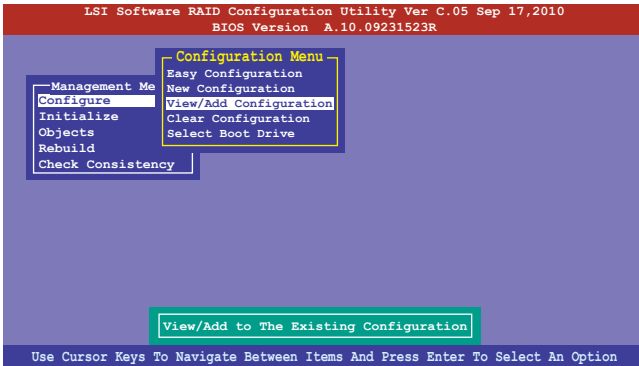 LSI Software RAID Configuration Utility Ver C.05 Sep 17,2010
BIOS Version A.10.09231523R
Configuration Menu
Easy Configuration
New Configuration
View/Add Configuration
Clear Configuration
Select Boot Drive
Management Me
Configure
Initialize
Objects
Rebuild
Check Consistency
View/Add to The Existing Configuration
Use Cursor Keys To Navigate Between Items And Press Enter To Select An Option